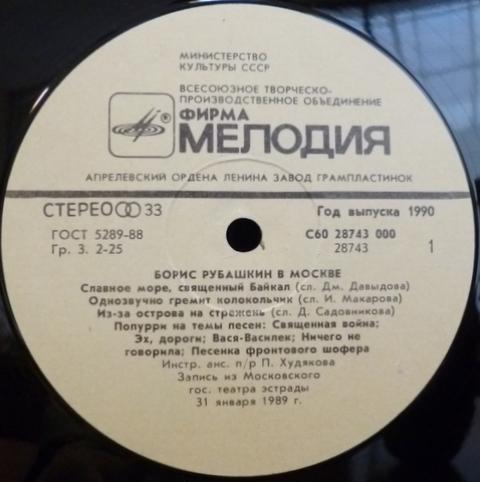 МИНИСТЕРСТВО
КУЛЬТУРЫ СССР
ВСЕСОЮЗНОЕ ТВОРЧЕСКО-
ПРОИЗВОДСТВЕННОЕ ОБЪЕДИНЕНИЕ
ФИРМА
МЕЛОДИЯ
АПРЕЛЕВСКИЙ ОРДЕНА ЛЕНИНА ЗАВОД ГРАМПЛАСТИНОК
СТЕРЕО 33
Год выпуска 1990
ГОСТ 5289-88
С60 28743 000
Гр. 3. 2-25
28743
1
БОРИС РУБАШКИН В МОСКВЕ
Славное море, священный Байкал (сл. Дм. Давыдова)
Однозвучно гремит колокольчик (сл. И. Макарова)
Из-за острова на стрежень (сл. Д. Садовникова)
Попурри на темы песен: Священная война;
Эх, дороги; Вася-Василек; Ничего не
говорила; Песенка фронтового шофера
Инстр. анс. п/р П. Худякова
Запись из Московского
гос. театра эстрады
31 января 1989 г.